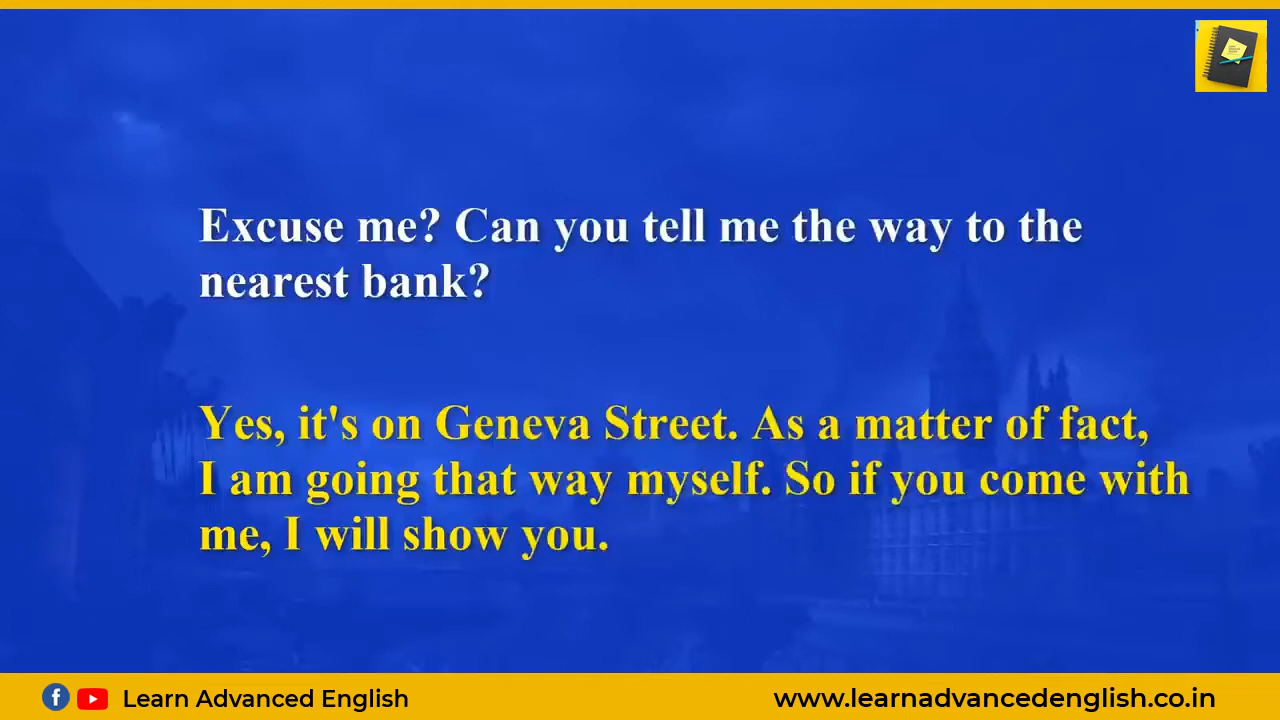 Excuse me? Can you tell me the way to the
nearest bank?
Yes, it's on Geneva Street. As a matter of fact,
I am going that way myself. So if you come with
me, I will show you.
Learn Advanced English
www.learnadvancedenglish.co.in